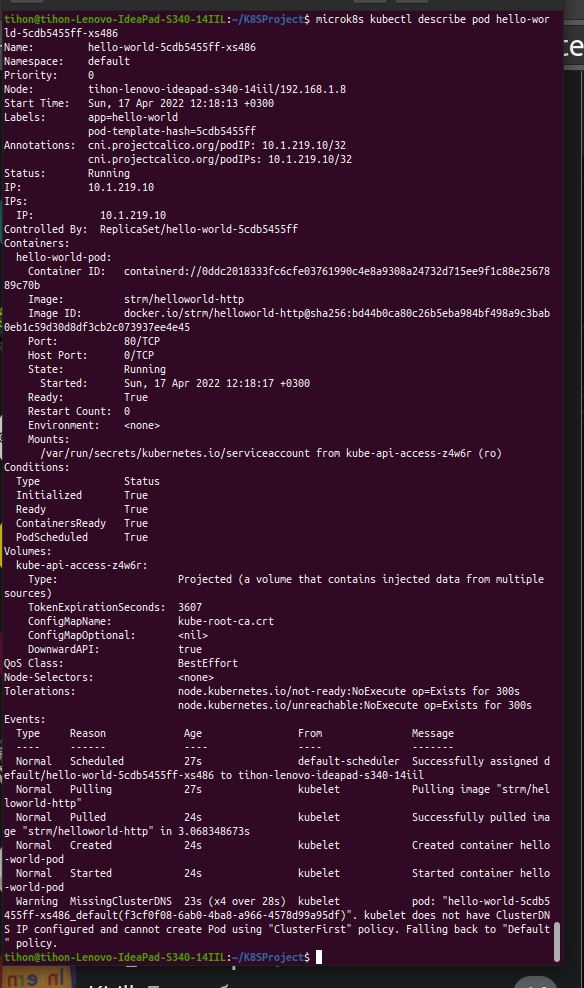 tihon@tihon-Lenovo-IdeaPad-S340-14IIL:~/K8SProject$ microk8s kubectl describe pod hello-wor
ld-5cdb5455ff-xs486
Name:         hello-world-5cdb5455ff-xs486
Namespace:    default
Priority:     0
Node:         tihon-lenovo-ideapad-s340-14iil/192.168.1.8
Start Time:   Sun, 17 Apr 2022 12:18:13 +0300
Labels:       app=hello-world
              pod-template-hash=5cdb5455ff
Annotations:  cni.projectcalico.org/podIP: 10.1.219.10/32
              cni.projectcalico.org/podIPs: 10.1.219.10/32
Status:       Running
IP:           10.1.219.10
IPs:
  IP:           10.1.219.10
Controlled By:  ReplicaSet/hello-world-5cdb5455ff
Containers:
  hello-world-pod:
    Container ID:   containerd://0ddc2018333fc6cfe03761990c4e8a9308a24732d715ee9f1c88e25678
89c70b
    Image:          strm/helloworld-http
    Image ID:       docker.io/strm/helloworld-http@sha256:bd44b0ca80c26b5eba984bf498a9c3bab
0eb1c59d30d8df3cb2c073937ee4e45
    Port:           80/TCP
    Host Port:      0/TCP
    State:          Running
      Started:      Sun, 17 Apr 2022 12:18:17 +0300
    Ready:          True
    Restart Count:  0
    Environment:    <none>
    Mounts:
      /var/run/secrets/kubernetes.io/serviceaccount from kube-api-access-z4w6r (ro)
Conditions:
  Type              Status
  Initialized       True
  Ready             True
  ContainersReady   True
  PodScheduled      True
Volumes:
  kube-api-access-z4w6r:
    Type:                    Projected (a volume that contains injected data from multiple
sources)
    TokenExpirationSeconds:  3607
    ConfigMapName:           kube-root-ca.crt
    ConfigMapOptional:       <nil>
    DownwardAPI:             true
QoS Class:                   BestEffort
Node-Selectors:              <none>
Tolerations:                 node.kubernetes.io/not-ready:NoExecute op=Exists for 300s
                             node.kubernetes.io/unreachable:NoExecute op=Exists for 300s
Events:
  Type     Reason             Age                From               Message
  ----     ------             ----               ----               -------
  Normal   Scheduled          27s                default-scheduler  Successfully assigned d
efault/hello-world-5cdb5455ff-xs486 to tihon-lenovo-ideapad-s340-14iil
  Normal   Pulling            27s                kubelet            Pulling image "strm/hel
loworld-http"
  Normal   Pulled             24s                kubelet            Successfully pulled ima
ge "strm/helloworld-http" in 3.068348673s
  Normal   Created            24s                kubelet            Created container hello
-world-pod
  Normal   Started            24s                kubelet            Started container hello
-world-pod
  Warning  MissingClusterDNS  23s (x4 over 28s)  kubelet            pod: "hello-world-5cdb5
455ff-xs486_default(f3cf0f08-6ab0-4ba8-a966-4578d99a95df)". kubelet does not have ClusterDN
S IP configured and cannot create Pod using "ClusterFirst" policy. Falling back to "Default
" policy.
tihon@tihon-Lenovo-IdeaPad-S340-14IIL:~/K8SProject$